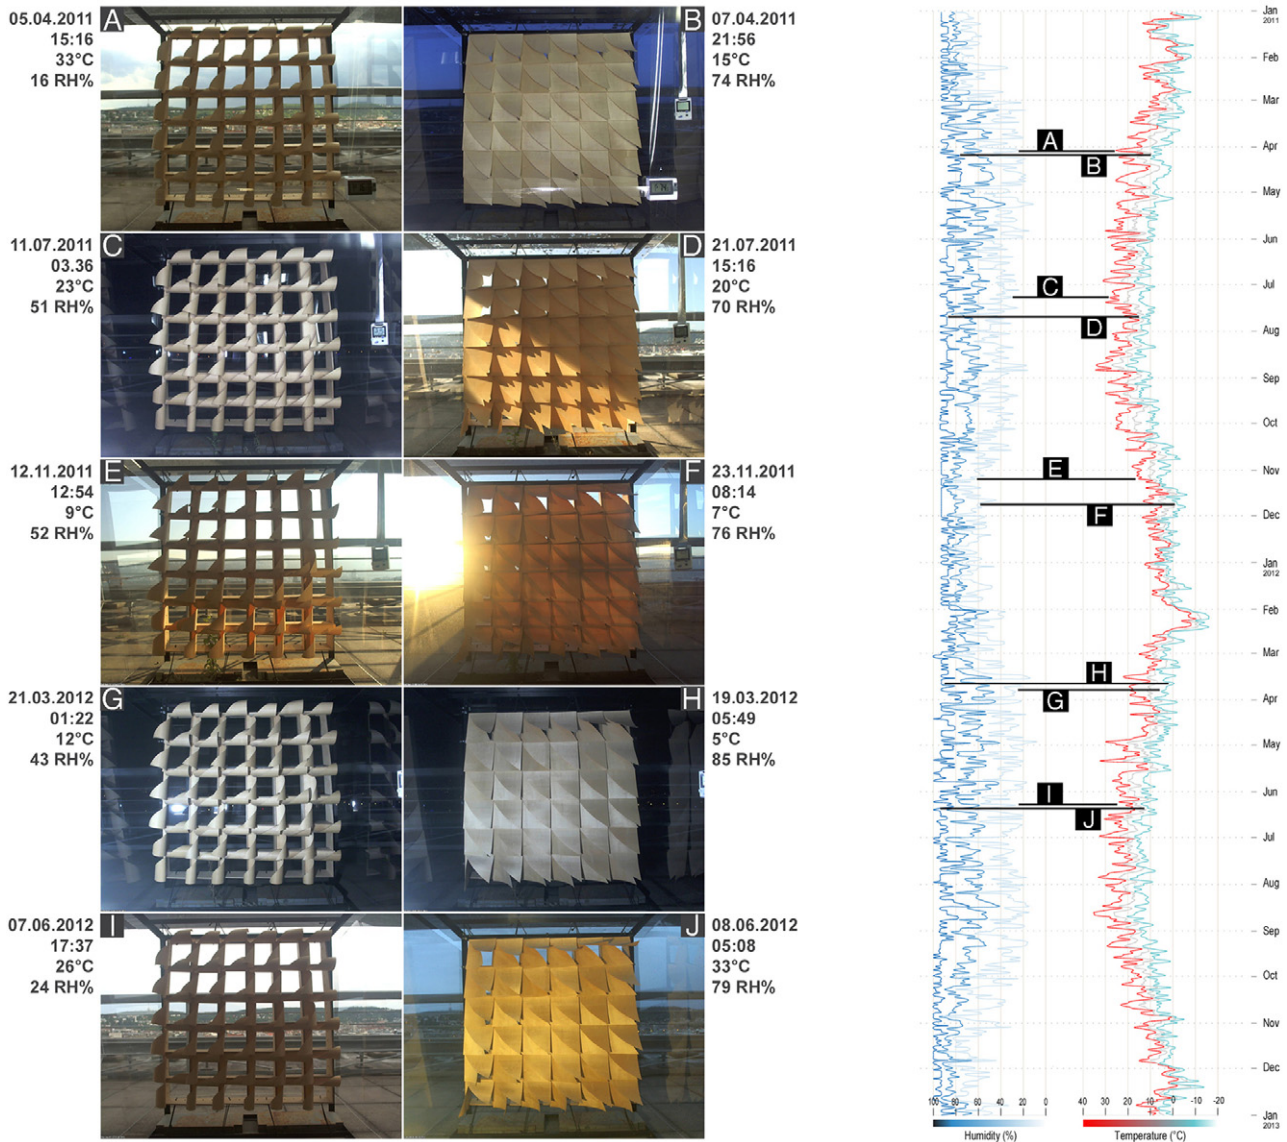 05.04.2011
15:16
33°C
16 RH%
A
B
07.04.2011
21:56
15°C
74 RH%
11.07.2011
03.36
23°C
51 RH%
C
D
21.07.2011
15:16
20°C
70 RH%
12.11.2011
12:54
9°C
52 RH%
E
F
23.11.2011
08:14
7°C
76 RH%
21.03.2012
01:22
12°C
43 RH%
G
H
19.03.2012
05:49
5°C
85 RH%
07.06.2012
17:37
26°C
24 RH%
I
J
08.06.2012
05:08
33°C
79 RH%
Jan
2011
Feb
Mar
Apr
May
Jun
Jul
Aug
Sep
Oct
Nov
Dec
Jan
2012
Feb
Mar
Apr
May
Jun
Jul
Aug
Sep
Oct
Nov
Dec
Jan
2013
A
B
C
D
E
F
H
G
I
J
100 80 60 40 20 0
Humidity (%)
40 30 20 10 0 -10 -20
Temperature (°C)